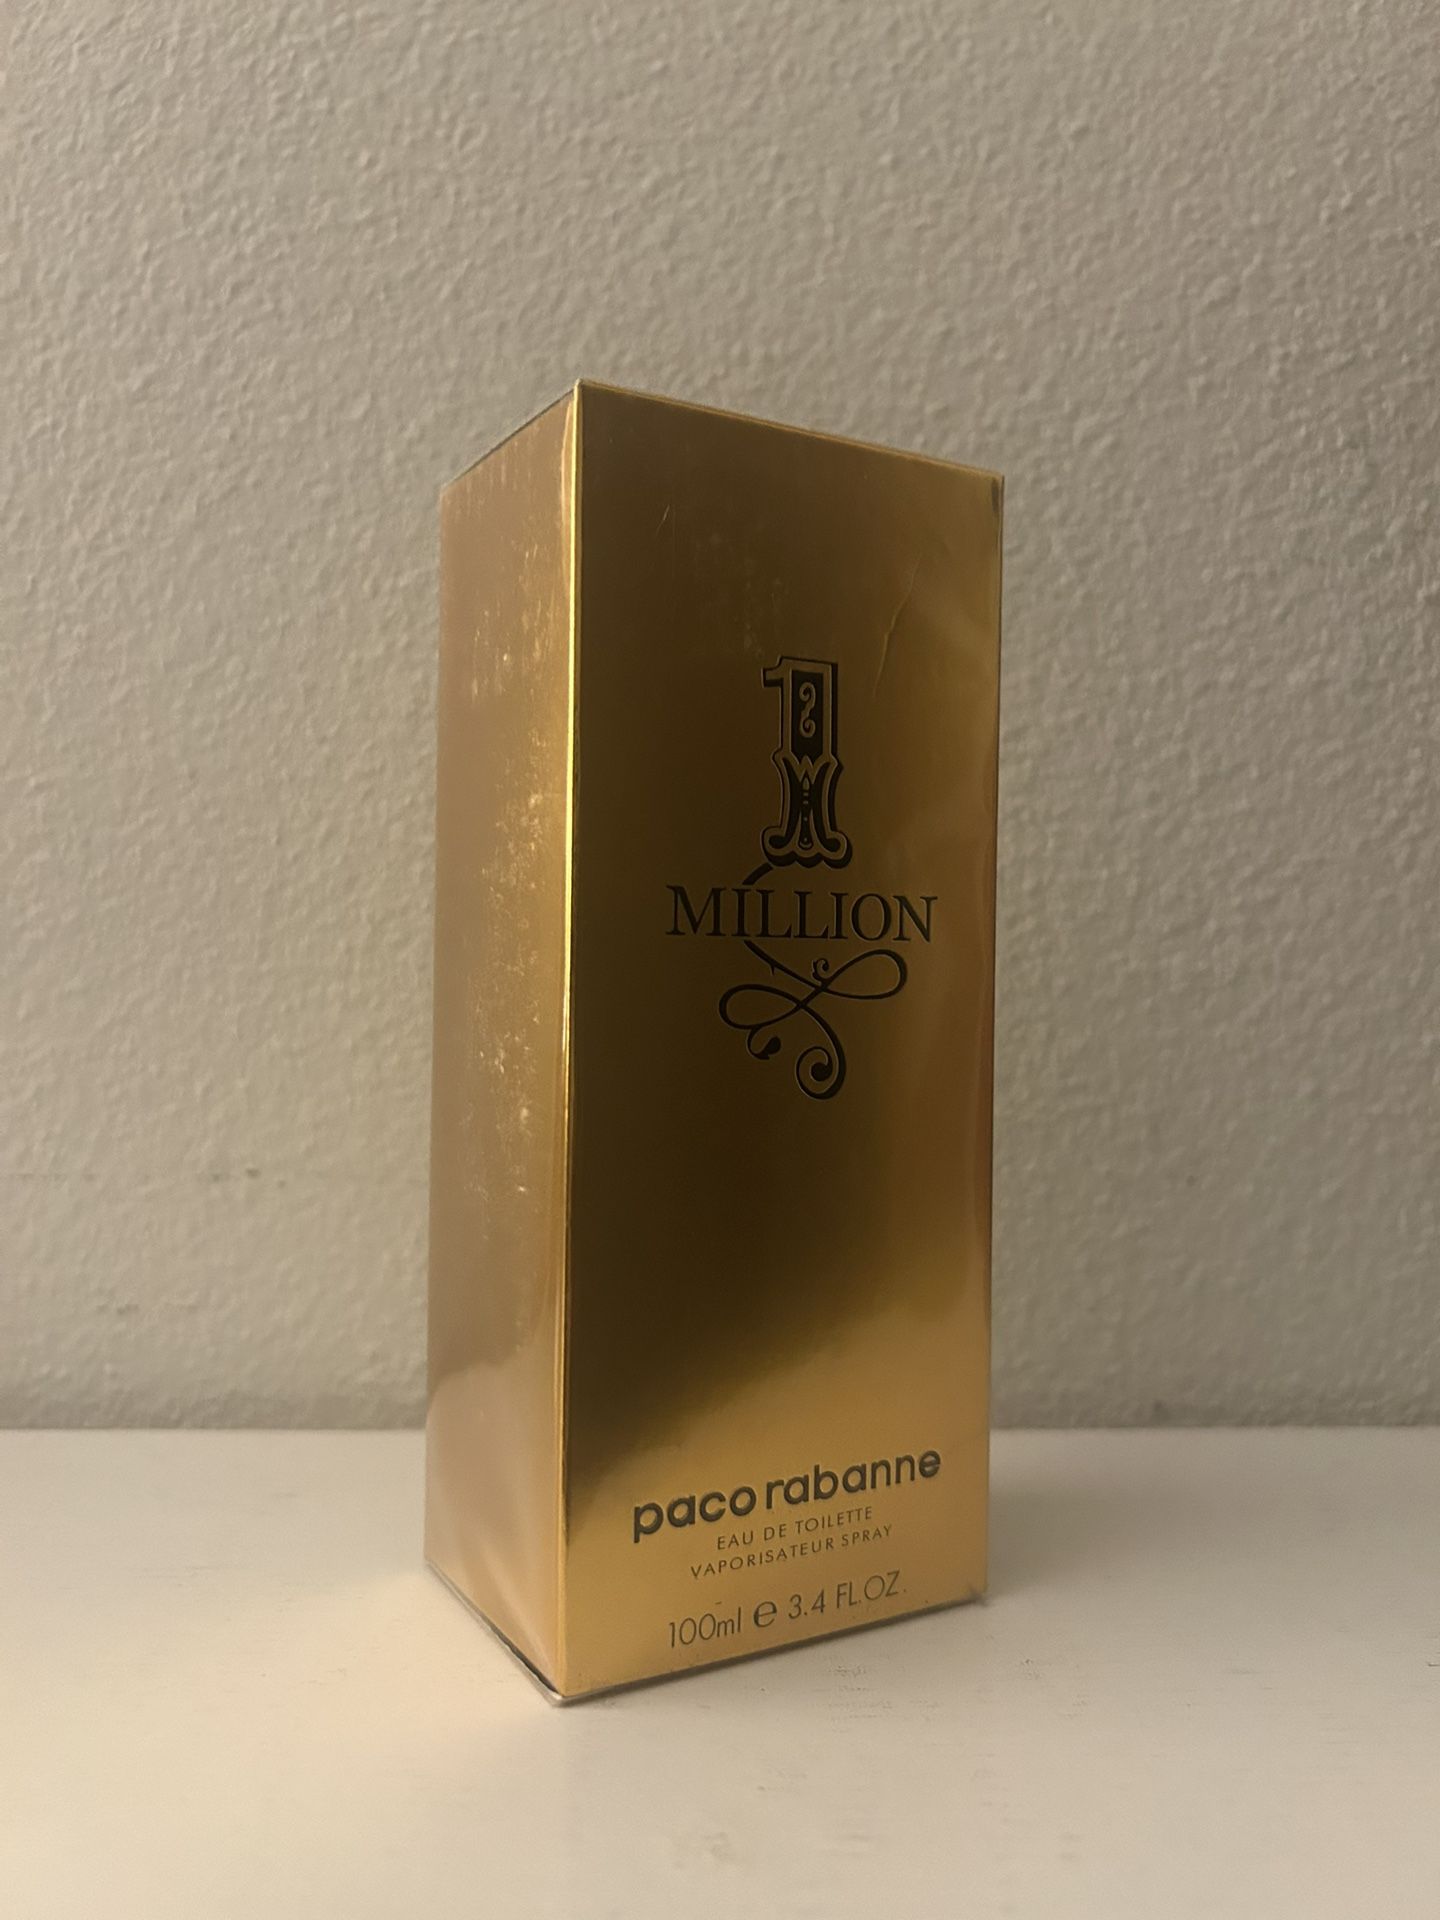 1
MILLION
paco rabanne
EAU DE TOILETTE
VAPORISATEUR SPRAY
100ml e 3.4 FL.OZ.